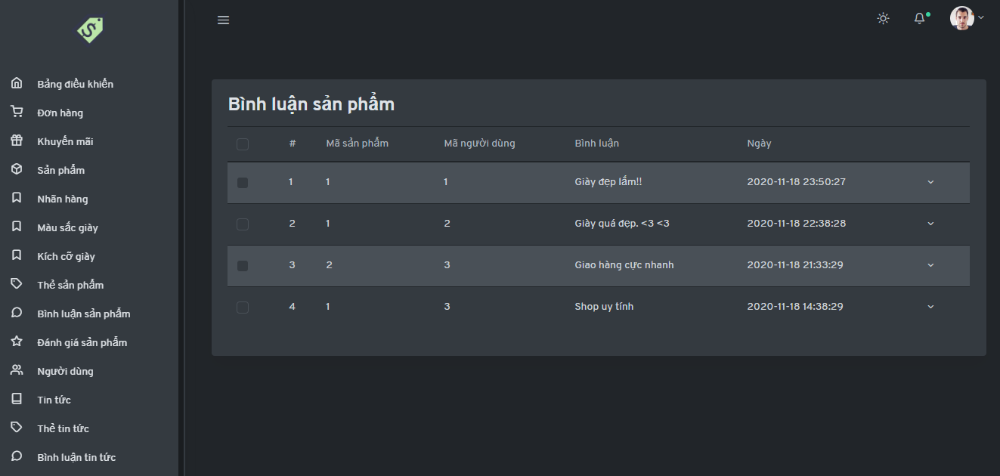 Bảng điều khiển
Đơn hàng
Khuyến mãi
Sản phẩm
Nhãn hàng
Màu sắc giày
Kích cỡ giày
Thẻ sản phẩm
Bình luận sản phẩm
Đánh giá sản phẩm
Người dùng
Tin tức
Thẻ tin tức
Bình luận tin tức
Bình luận sản phẩm
# Mã sản phẩm Mã người dùng Bình luận Ngày
1 1 1 Giày đẹp lắm!! 2020-11-18 23:50:27
2 1 2 Giày quá đẹp. <3 <3 2020-11-18 22:38:28
3 2 3 Giao hàng cực nhanh 2020-11-18 21:33:29
4 1 3 Shop uy tính 2020-11-18 14:38:29